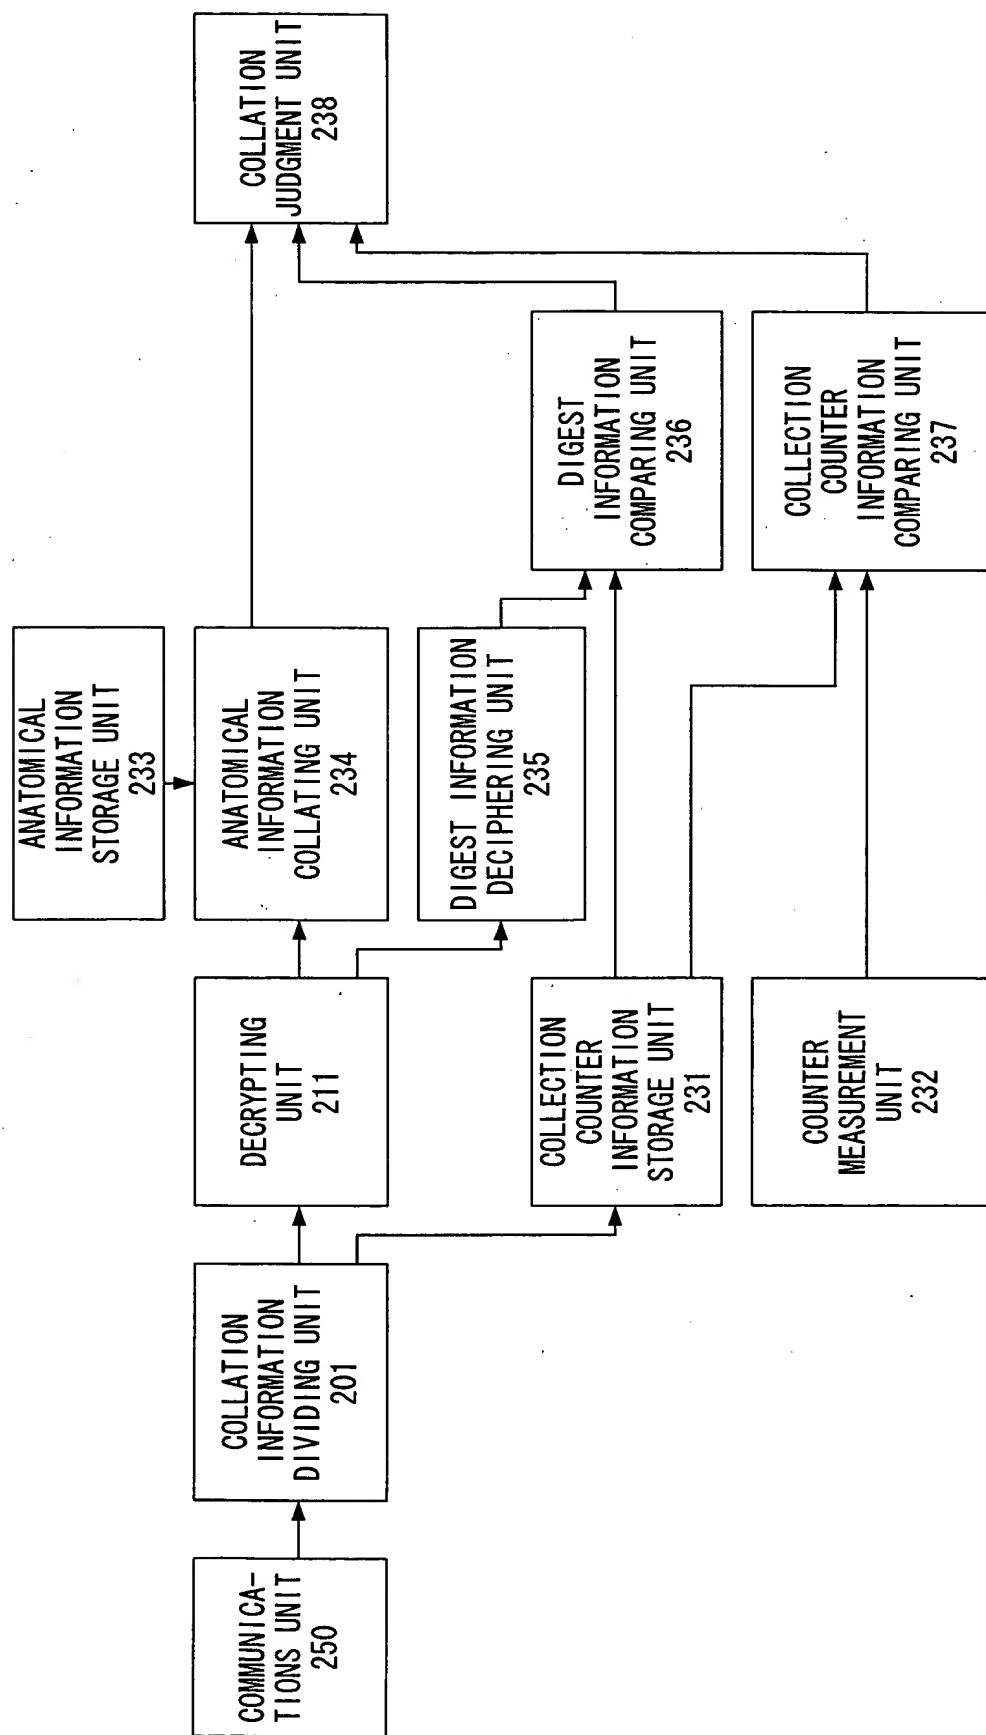 COMMUNICA-
TIONS UNIT
250
COLLATION
INFORMATION
DIVIDING UNIT
201
DECRYPTING
UNIT
211
ANATOMICAL
INFORMATION
STORAGE UNIT
233
ANATOMICAL
INFORMATION
COLLATING UNIT
234
COLLATION
JUDGMENT UNIT
238
DIGEST INFORMATION
DECIPHERING UNIT
235
COLLECTION
COUNTER
INFORMATION
STORAGE UNIT
231
DIGEST
INFORMATION
COMPARING UNIT
236
COUNTER
MEASUREMENT
UNIT
232
COLLECTION
COUNTER
INFORMATION
COMPARING UNIT
237